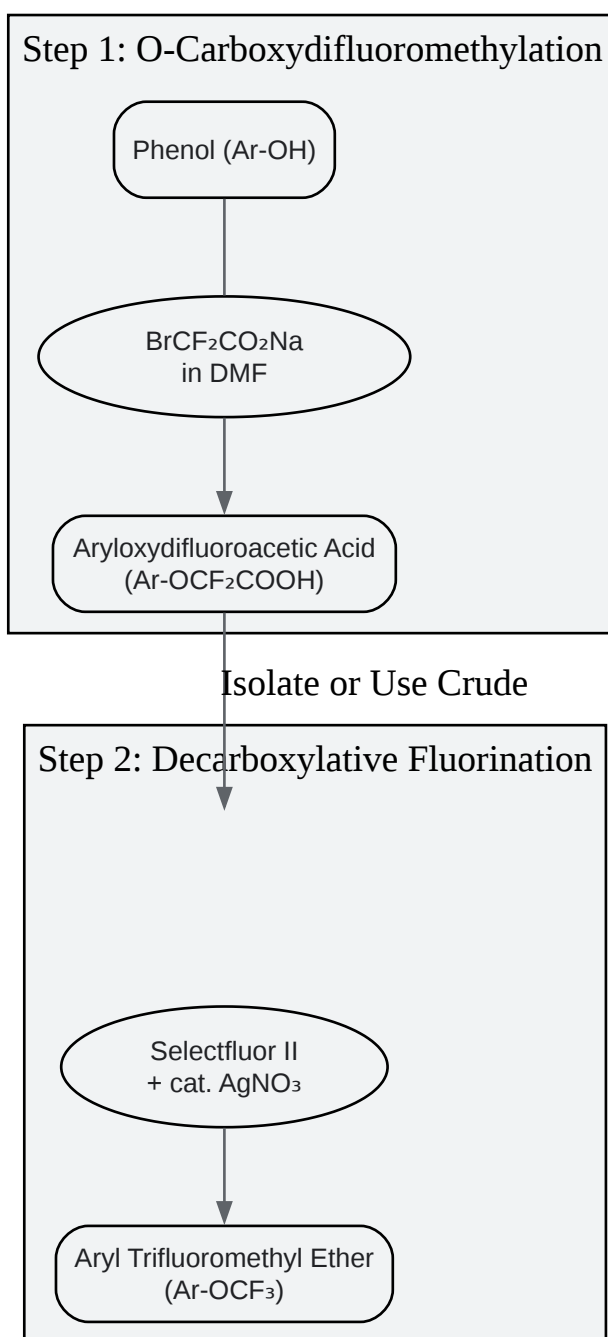 Step 1: O-Carboxydifluoromethylation
Phenol (Ar-OH)
BrCF₂CO₂Na
in DMF
Aryloxydifluoroacetic Acid
(Ar-OCF₂COOH)
Isolate or Use Crude
Step 2: Decarboxylative Fluorination
Selectfluor II
+ cat. AgNO₃
Aryl Trifluoromethyl Ether
(Ar-OCF₃)